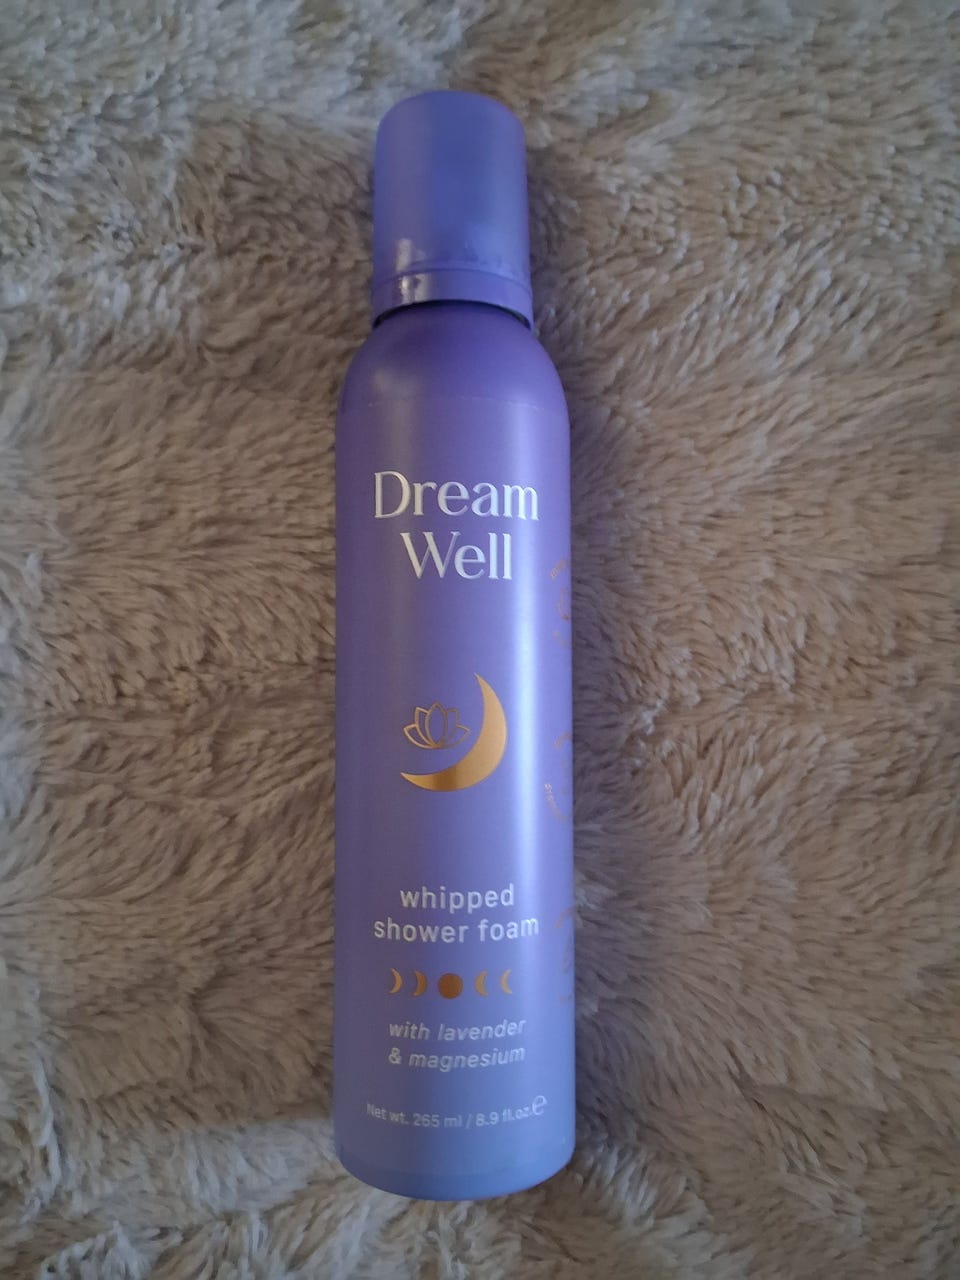 Dream
Well
whipped
shower foam
with lavender
& magnesium
Net wt. 265 ml / 8.9 fl.oz.℮